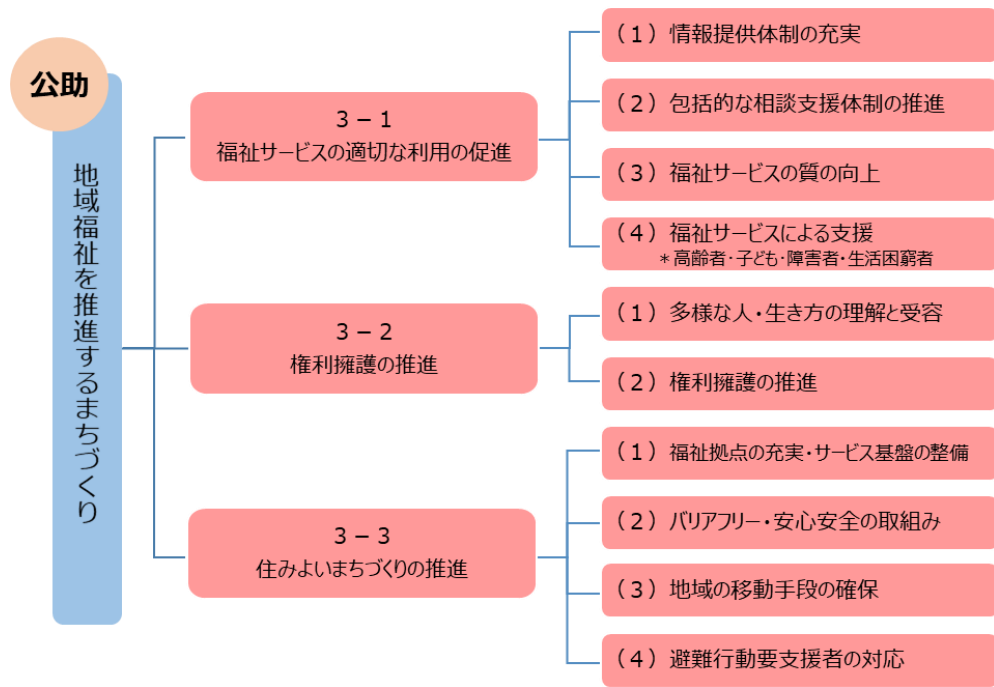 公助
地域福祉を推進するまちづくり
3－1
福祉サービスの適切な利用の促進
（1）情報提供体制の充実
（2）包括的な相談支援体制の推進
（3）福祉サービスの質の向上
（4）福祉サービスによる支援
＊高齢者・子ども・障害者・生活困窮者
3－2
権利擁護の推進
（1）多様な人・生き方の理解と受容
（2）権利擁護の推進
3－3
住みよいまちづくりの推進
（1）福祉拠点の充実・サービス基盤の整備
（2）バリアフリー・安心安全の取組み
（3）地域の移動手段の確保
（4）避難行動要支援者の対応